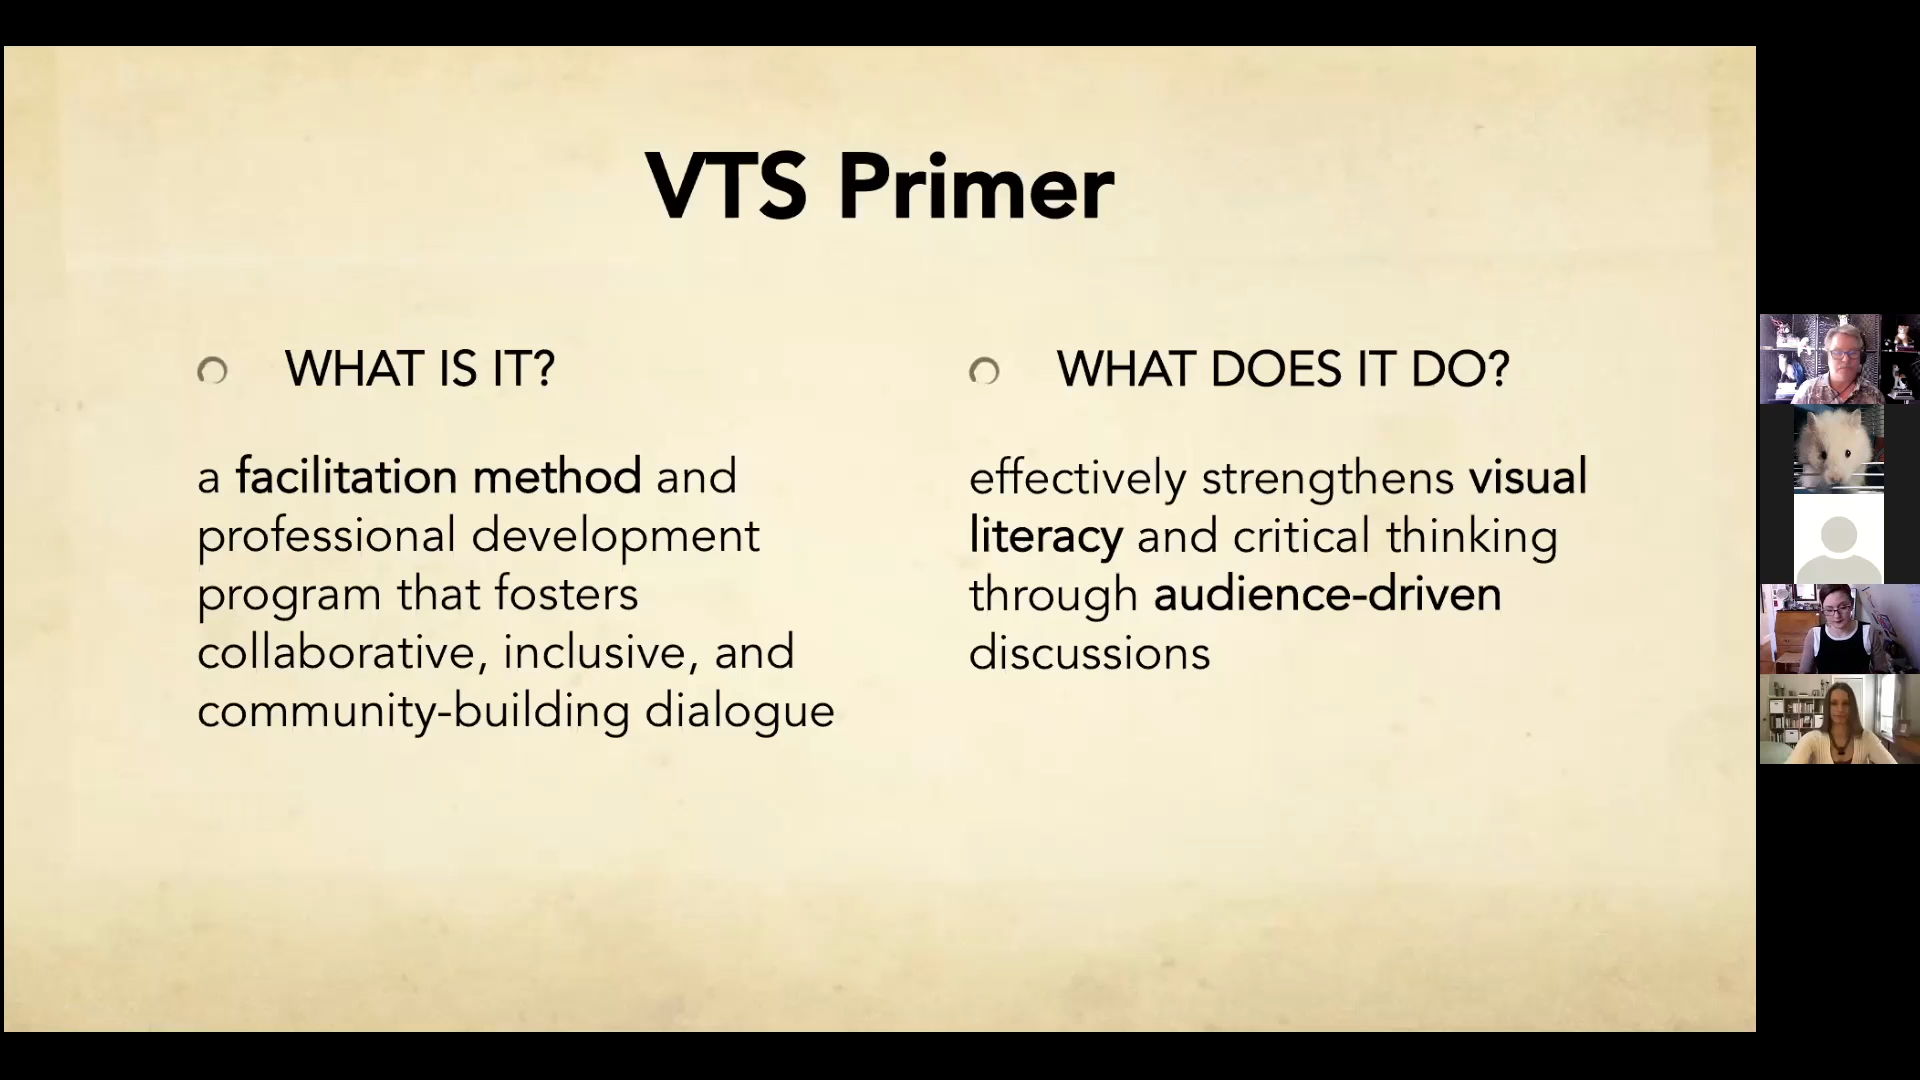 VTS Primer
WHAT IS IT?
a facilitation method and
professional development
program that fosters
collaborative, inclusive, and
community-building dialogue
WHAT DOES IT DO?
effectively strengthens visual
literacy and critical thinking
through audience-driven
discussions